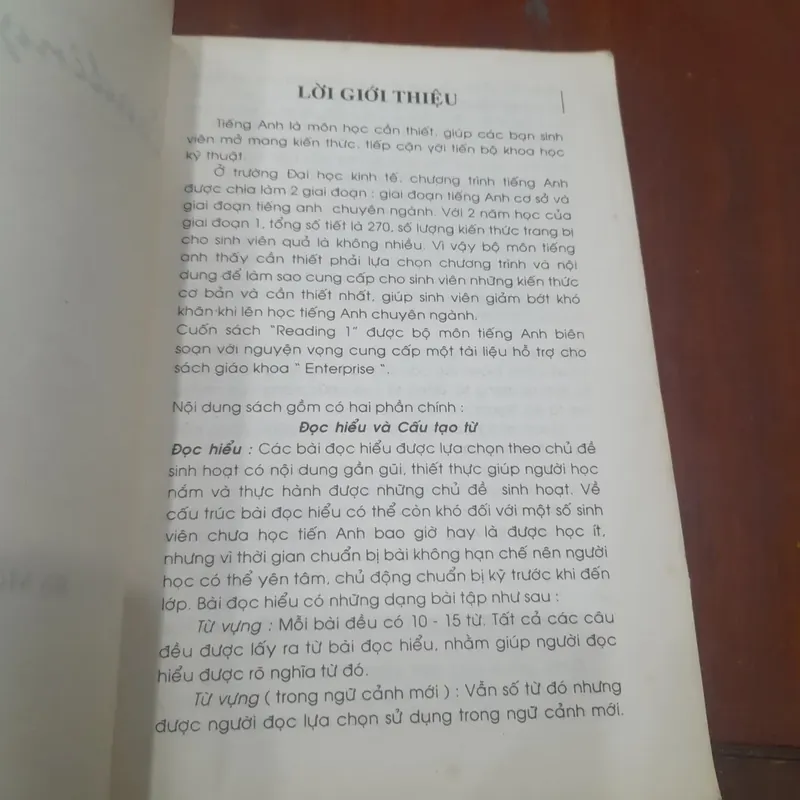 LỜI GIỚI THIỆU
Tiếng Anh là môn học cần thiết, giúp các bạn sinh
viên mở mang kiến thức, tiếp cận với tiến bộ khoa học
kỹ thuật.
Ở trường Đại học kinh tế, chương trình tiếng Anh
được chia làm 2 giai đoạn : giai đoạn tiếng Anh cơ sở và
giai đoạn tiếng anh chuyên ngành. Với 2 năm học của
giai đoạn 1, tổng số tiết là 270, số lượng kiến thức trang bị
cho sinh viên quả là không nhiều. Vì vậy bộ môn tiếng
anh thấy cần thiết phải lựa chọn chương trình và nội
dung để làm sao cung cấp cho sinh viên những kiến thức
cơ bản và cần thiết nhất, giúp sinh viên giảm bớt khó
khăn khi lên học tiếng Anh chuyên ngành.
Cuốn sách "Reading 1" được bộ môn tiếng Anh biên
soạn với nguyện vọng cung cấp một tài liệu hỗ trợ cho
sách giáo khoa " Enterprise ".
Nội dung sách gồm có hai phần chính :
Đọc hiểu và Cấu tạo từ
Đọc hiểu : Các bài đọc hiểu được lựa chọn theo chủ đề
sinh hoạt có nội dung gần gũi, thiết thực giúp người học
nắm và thực hành được những chủ đề sinh hoạt. Về
cấu trúc bài đọc hiểu có thể còn khó đối với một số sinh
viên chưa học tiến Anh bao giờ hay là được học ít,
nhưng vì thời gian chuẩn bị bài không hạn chế nên người
học có thể yên tâm, chủ động chuẩn bị kỹ trước khi đến
lớp. Bài đọc hiểu có những dạng bài tập như sau :
Từ vựng : Mỗi bài đều có 10 - 15 từ. Tất cả các câu
đều được lấy ra từ bài đọc hiểu, nhằm giúp người đọc
hiểu được rõ nghĩa từ đó.
Từ vựng ( trong ngữ cảnh mới ) : Vẫn số từ đó nhưng
được người đọc lựa chọn sử dụng trong ngữ cảnh mới.